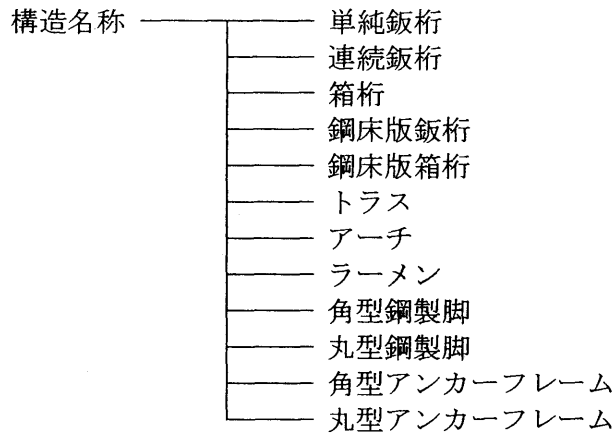 構造名称 単純鈑桁
連続鈑桁
箱桁
鋼床版鈑桁
鋼床版箱桁
トラス
アーチ
ラーメン
角型鋼製脚
丸型鋼製脚
角型アンカーフレーム
丸型アンカーフレーム